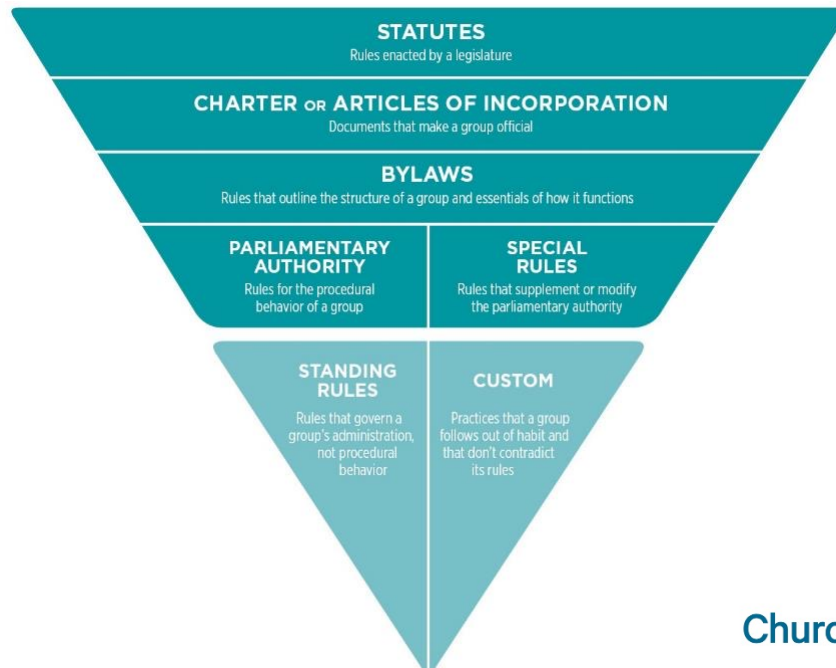 STATUTES
Rules enacted by a legislature
CHARTER OR ARTICLES OF INCORPORATION
Documents that make a group official
BYLAWS
Rules that outline the structure of a group and essentials of how it functions
PARLIAMENTARY
AUTHORITY
Rules for the procedural
behavior of a group
SPECIAL
RULES
Rules that supplement or modify
the parliamentary authority
STANDING
RULES
Rules that govern a
group's administration,
not procedural
behavior
CUSTOM
Practices that a group
follows out of habit and
that don't contradict
its rules